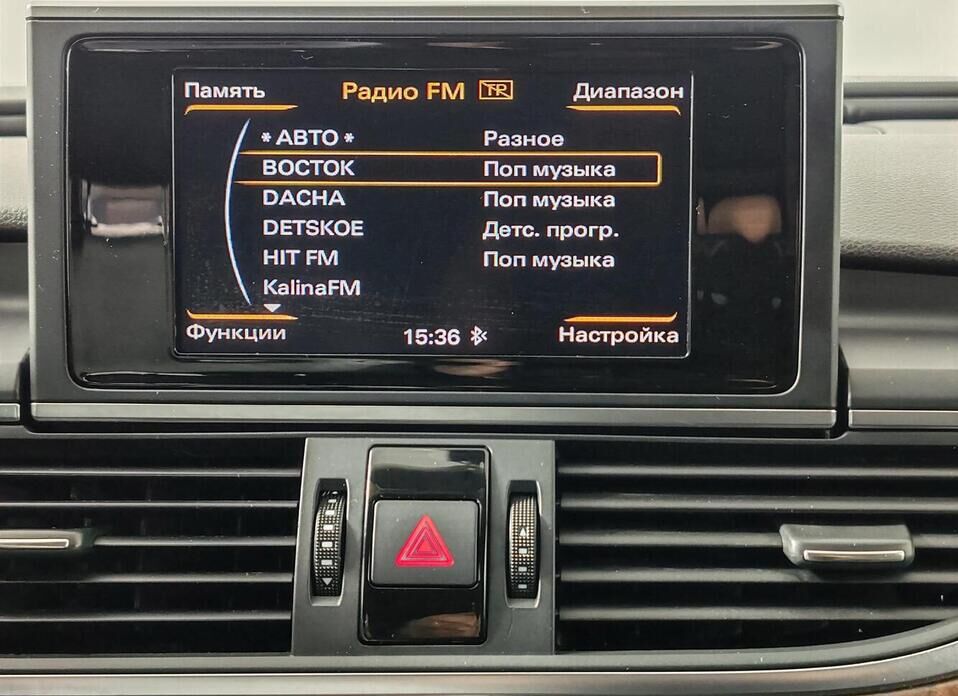 Память Радио FM TP Диапазон
* АВТО * Разное
ВОСТОК Поп музыка
DACHA Поп музыка
DETSKOE Детс. прогр.
HIT FM Поп музыка
KalinaFM
Функции 15:36 Настройка